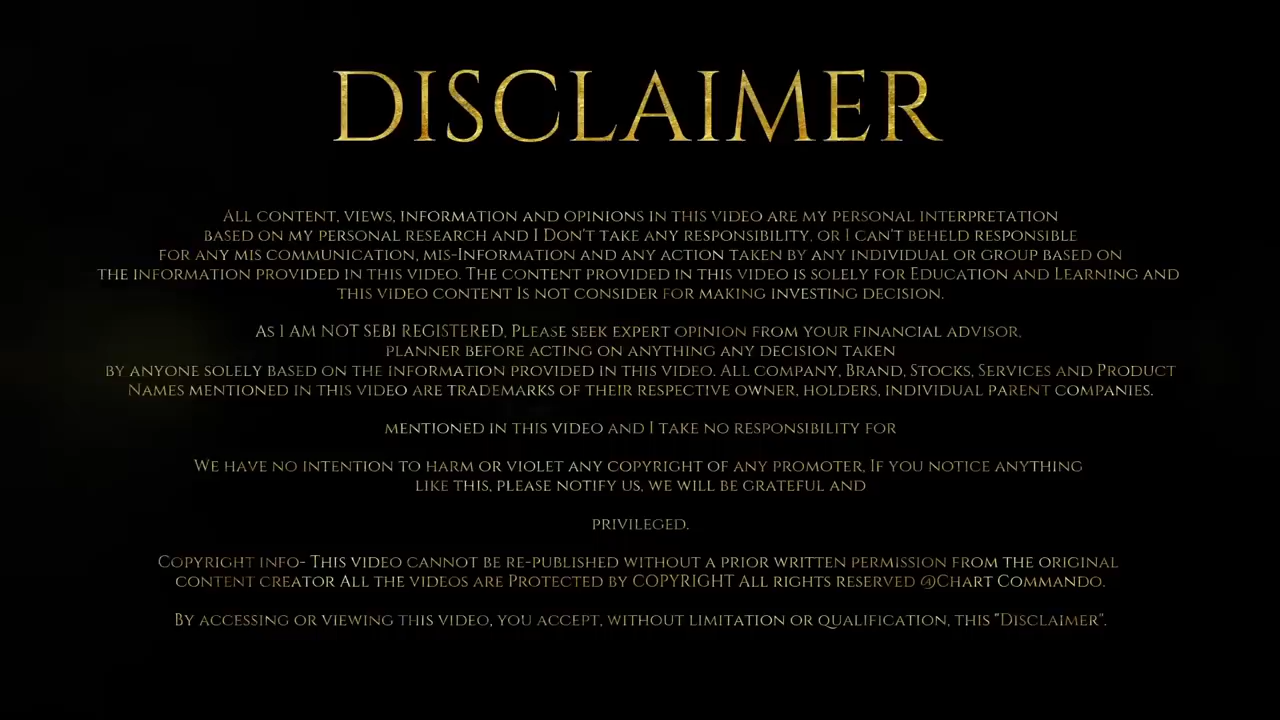 DISCLAIMER
ALL CONTENT, VIEWS, INFORMATION AND OPINIONS IN THIS VIDEO ARE MY PERSONAL INTERPRETATION
BASED ON MY PERSONAL RESEARCH AND I DON'T TAKE ANY RESPONSIBILITY, OR I CAN'T BEHELD RESPONSIBLE
FOR ANY MIS COMMUNICATION, MIS-INFORMATION AND ANY ACTION TAKEN BY ANY INDIVIDUAL OR GROUP BASED ON
THE INFORMATION PROVIDED IN THIS VIDEO. THE CONTENT PROVIDED IN THIS VIDEO IS SOLELY FOR EDUCATION AND LEARNING AND
THIS VIDEO CONTENT IS NOT CONSIDER FOR MAKING INVESTING DECISION.
AS I AM NOT SEBI REGISTERED, PLEASE SEEK EXPERT OPINION FROM YOUR FINANCIAL ADVISOR,
PLANNER BEFORE ACTING ON ANYTHING ANY DECISION TAKEN
BY ANYONE SOLELY BASED ON THE INFORMATION PROVIDED IN THIS VIDEO. ALL COMPANY, BRAND, STOCKS, SERVICES AND PRODUCT
NAMES MENTIONED IN THIS VIDEO ARE TRADEMARKS OF THEIR RESPECTIVE OWNER, HOLDERS, INDIVIDUAL PARENT COMPANIES.
MENTIONED IN THIS VIDEO AND I TAKE NO RESPONSIBILITY FOR
WE HAVE NO INTENTION TO HARM OR VIOLET ANY COPYRIGHT OF ANY PROMOTER, IF YOU NOTICE ANYTHING
LIKE THIS, PLEASE NOTIFY US, WE WILL BE GRATEFUL AND
PRIVILEGED.
COPYRIGHT INFO- THIS VIDEO CANNOT BE RE-PUBLISHED WITHOUT A PRIOR WRITTEN PERMISSION FROM THE ORIGINAL
CONTENT CREATOR ALL THE VIDEOS ARE PROTECTED BY COPYRIGHT ALL RIGHTS RESERVED @CHART COMMANDO.
BY ACCESSING OR VIEWING THIS VIDEO, YOU ACCEPT, WITHOUT LIMITATION OR QUALIFICATION, THIS "DISCLAIMER".